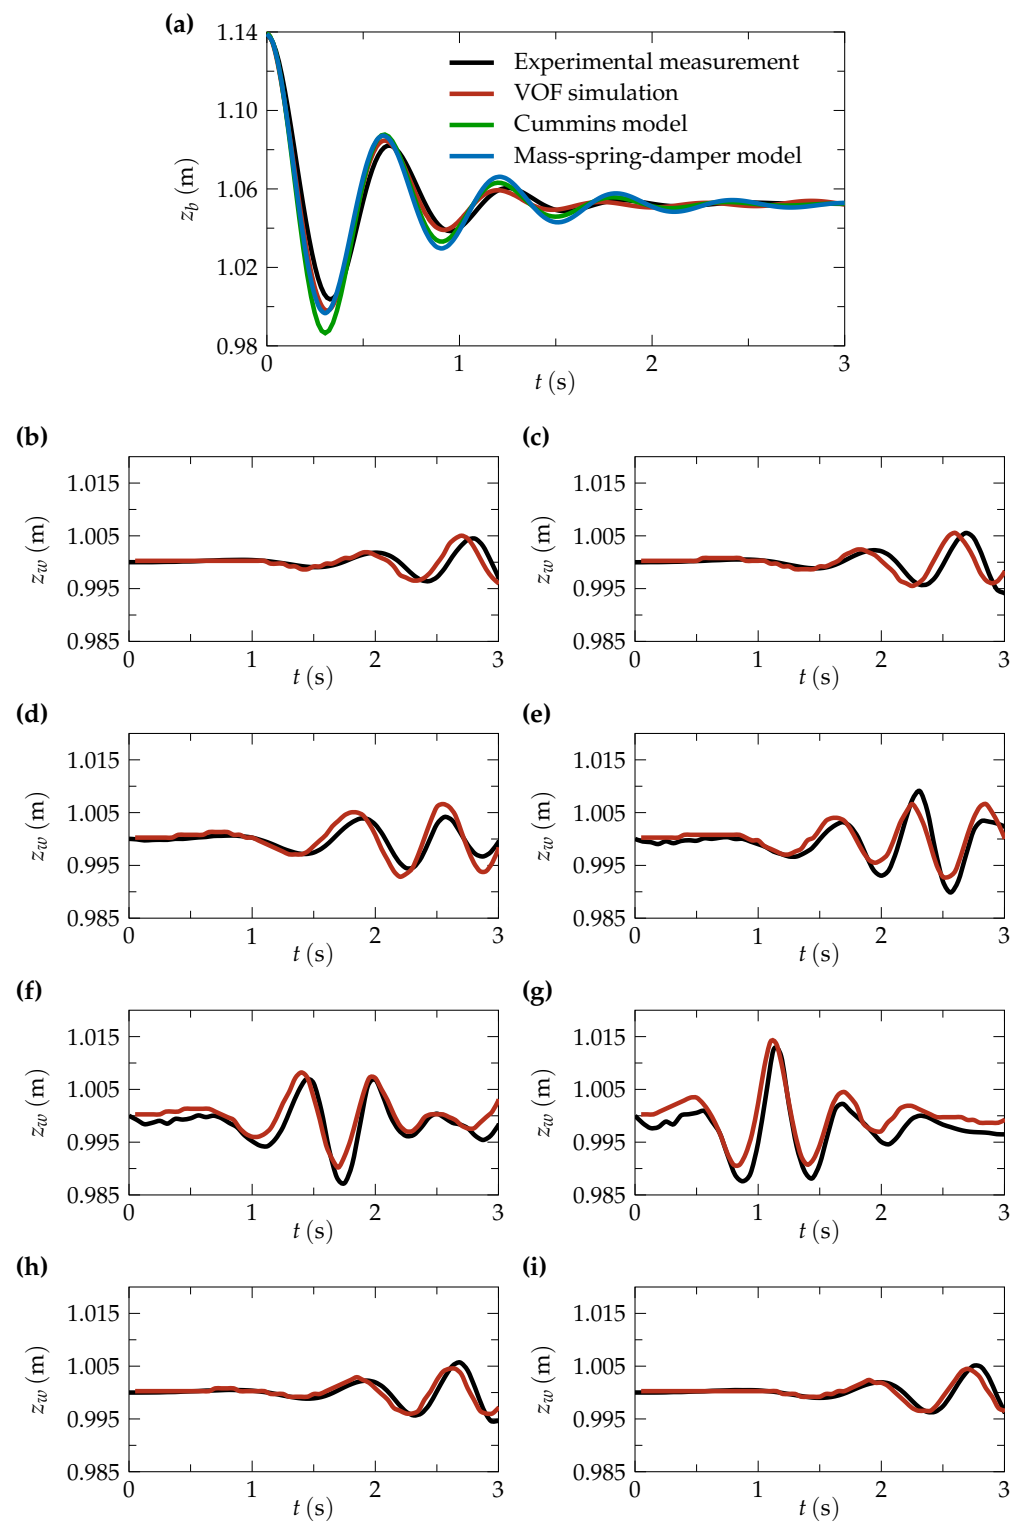 (a)
1.14
1.10
1.06
1.02
0.98
z_b (m)
Experimental measurement
VOF simulation
Cummins model
Mass-spring-damper model
0 1 2 3
t (s)
(b) (c)
1.015
1.005
0.995
0.985
z_w (m)
0 1 2 3
t (s)
1.015
1.005
0.995
0.985
z_w (m)
0 1 2 3
t (s)
(d) (e)
1.015
1.005
0.995
0.985
z_w (m)
0 1 2 3
t (s)
1.015
1.005
0.995
0.985
z_w (m)
0 1 2 3
t (s)
(f) (g)
1.015
1.005
0.995
0.985
z_w (m)
0 1 2 3
t (s)
1.015
1.005
0.995
0.985
z_w (m)
0 1 2 3
t (s)
(h) (i)
1.015
1.005
0.995
0.985
z_w (m)
0 1 2 3
t (s)
1.015
1.005
0.995
0.985
z_w (m)
0 1 2 3
t (s)